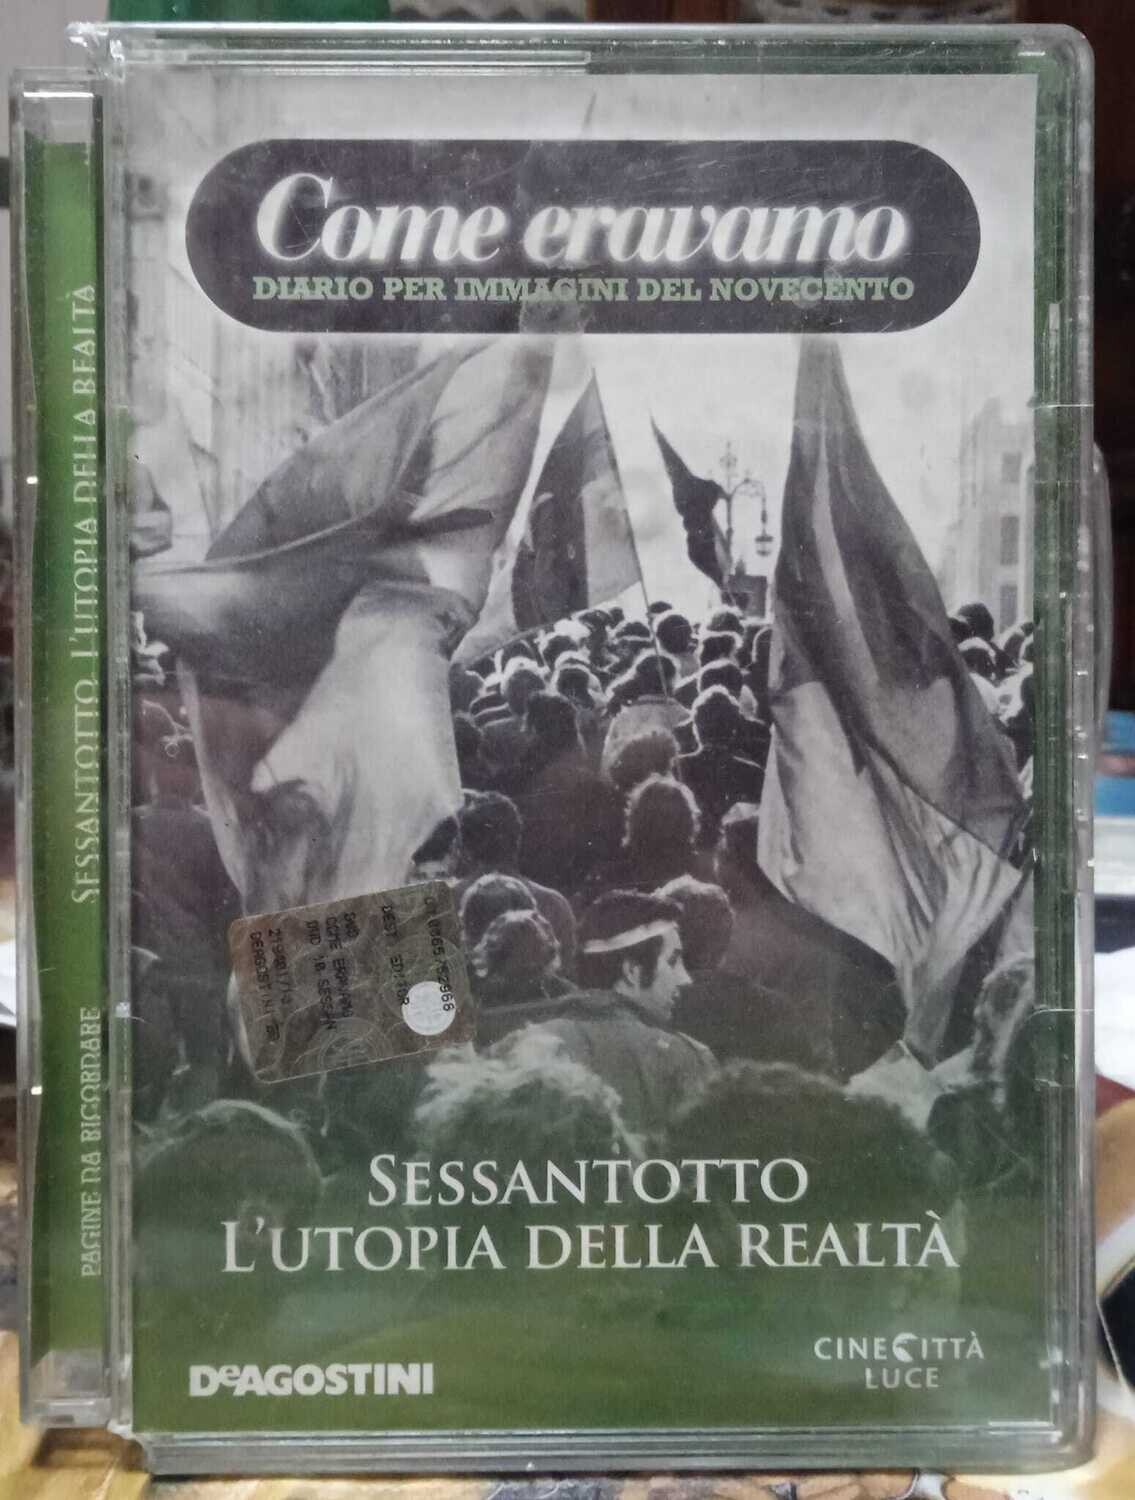 Come eravamo
DIARIO PER IMMAGINI DEL NOVECENTO
PAGINE DA RICORDARE SESSANTOTTO L'UTOPIA DELLA REALTÀ
SESSANTOTTO
L'UTOPIA DELLA REALTÀ
DeAGOSTINI
CINECITTÀ
LUCE